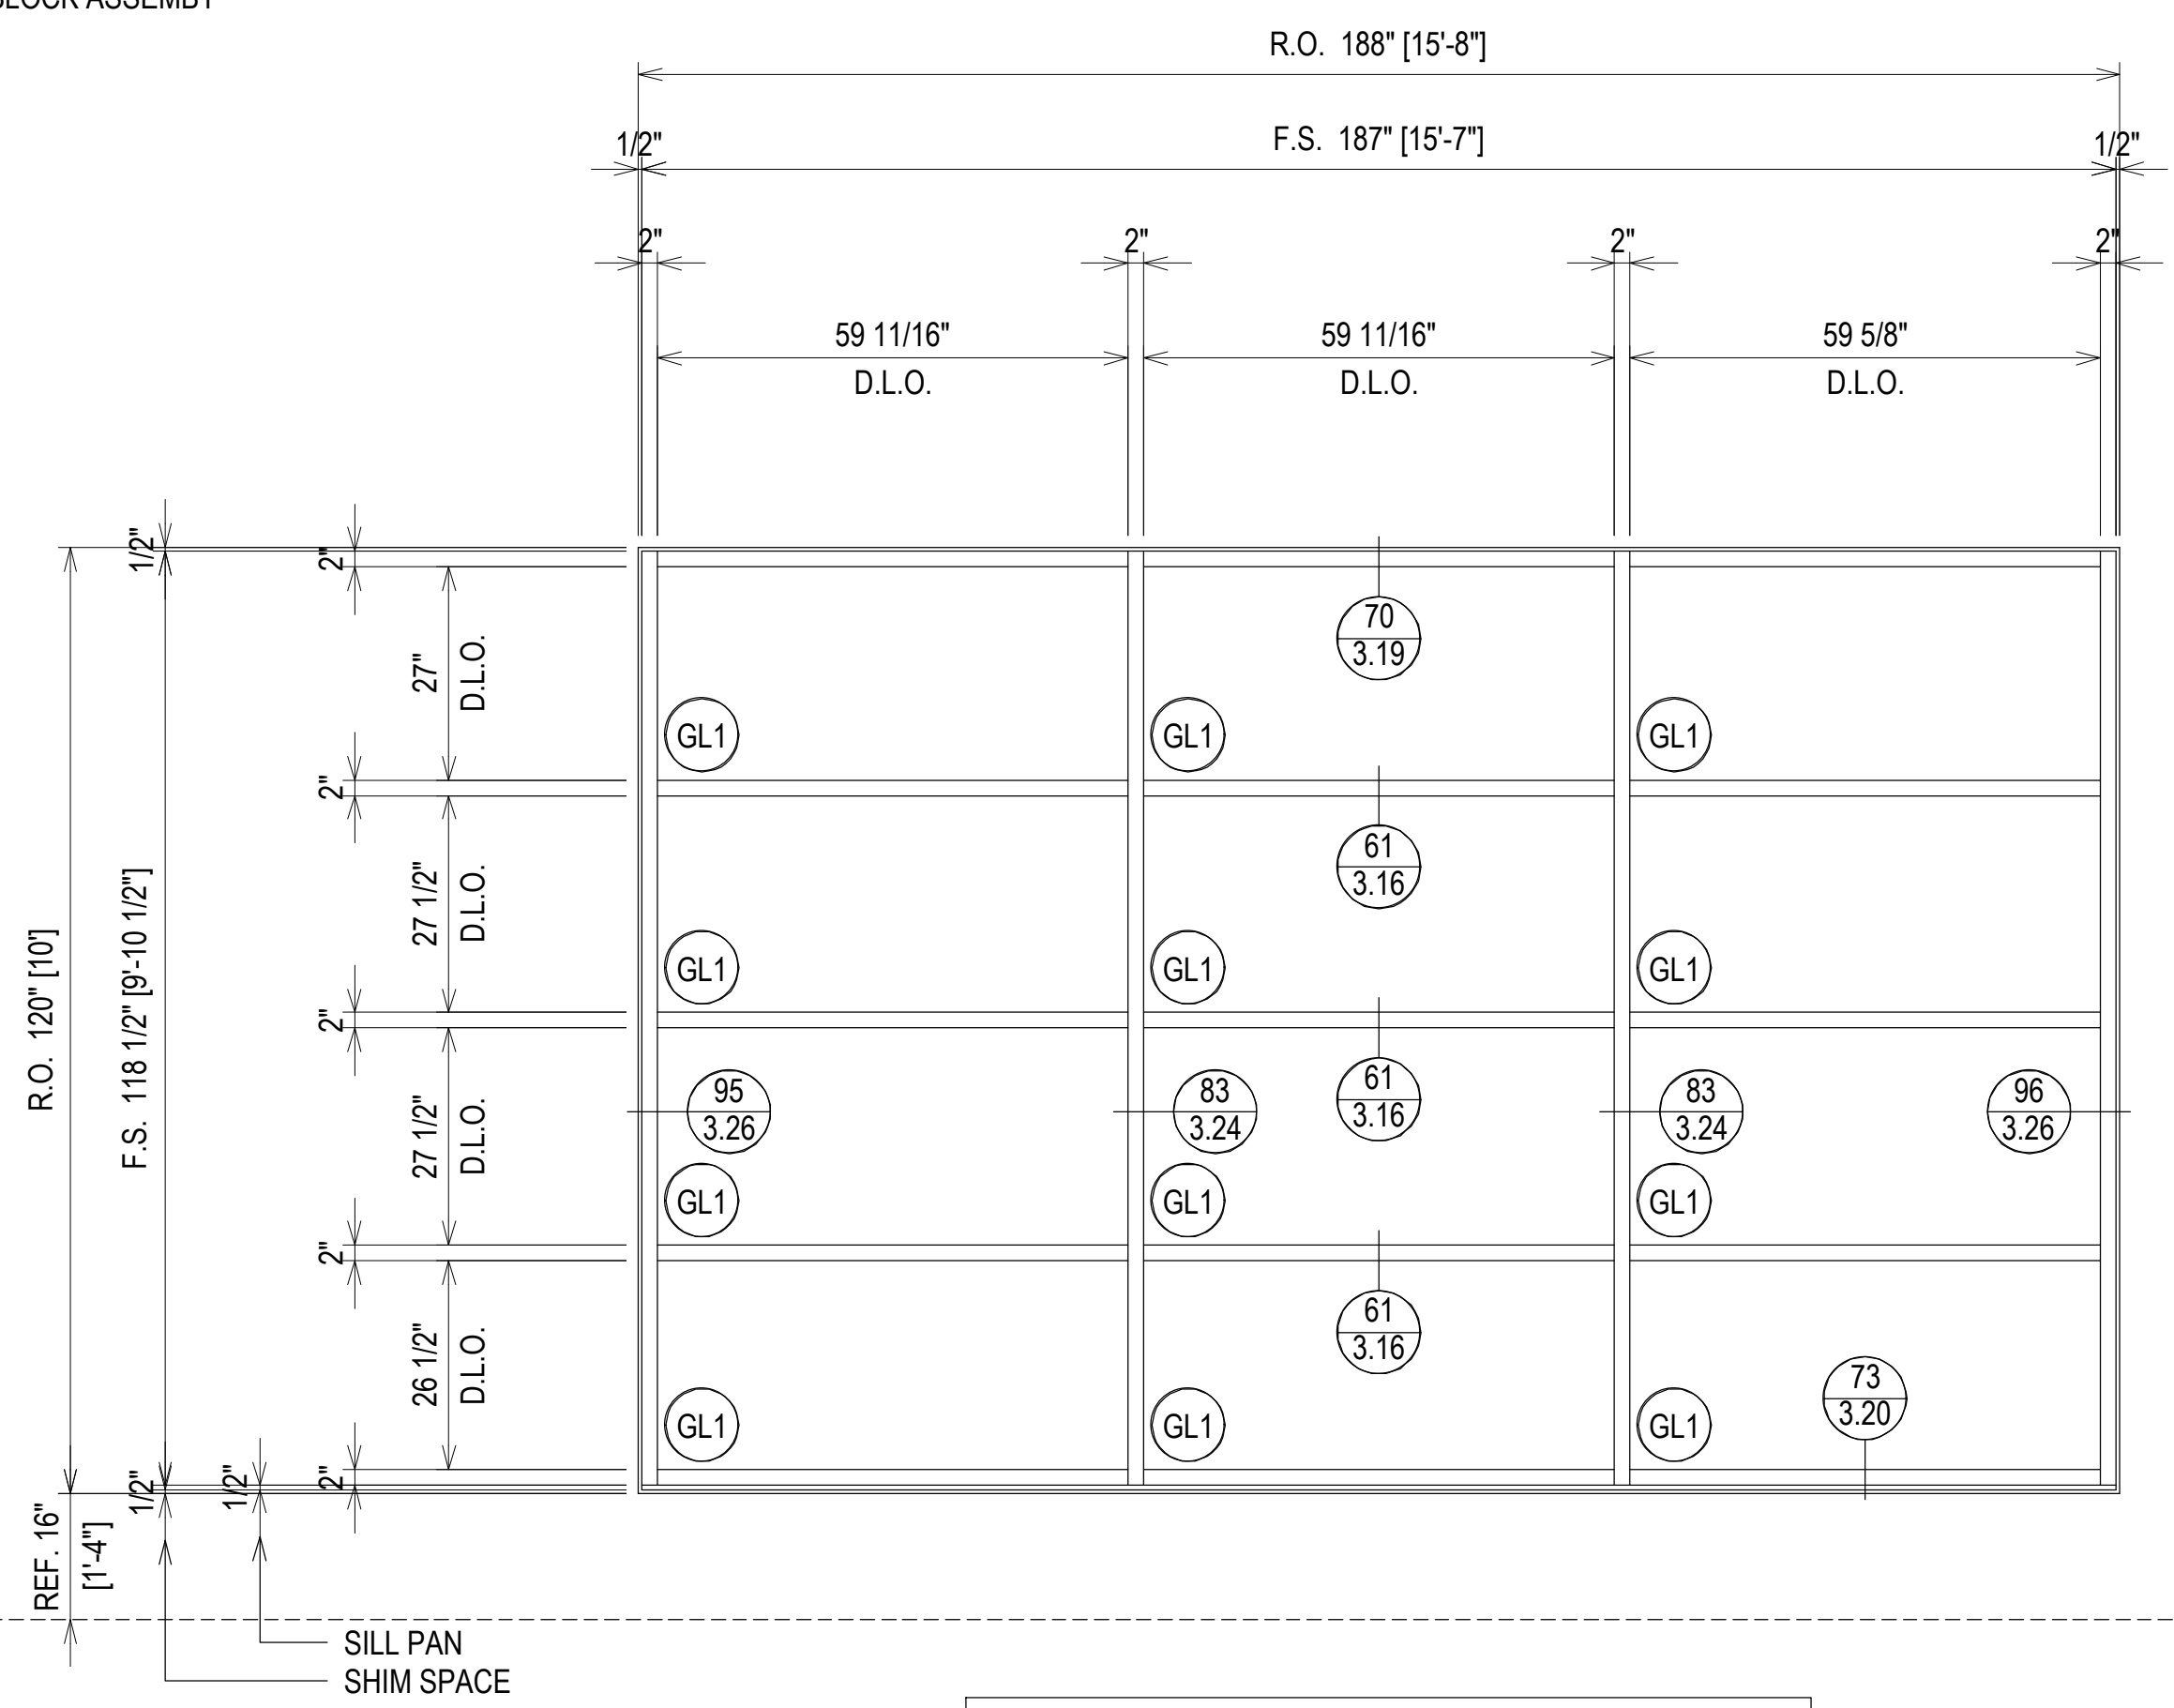 BLOCK ASSEMBY
R.O. 188" [15'-8"]
1/2"
F.S. 187" [15'-7"]
1/2"
2"
2"
2"
2"
59 11/16"
D.L.O.
59 11/16"
D.L.O.
59 5/8"
D.L.O.
R.O. 120" [10']
F.S. 118 1/2" [9'-10 1/2"]
1/2"
2"
27"
D.L.O.
2"
27 1/2"
D.L.O.
2"
27 1/2"
D.L.O.
2"
26 1/2"
D.L.O.
2"
1/2"
1/2"
REF. 16"
[1'-4"]
70
3.19
GL1
GL1
GL1
61
3.16
GL1
GL1
GL1
95
3.26
83
3.24
61
3.16
83
3.24
96
3.26
GL1
GL1
GL1
61
3.16
73
3.20
GL1
GL1
GL1
SILL PAN
SHIM SPACE